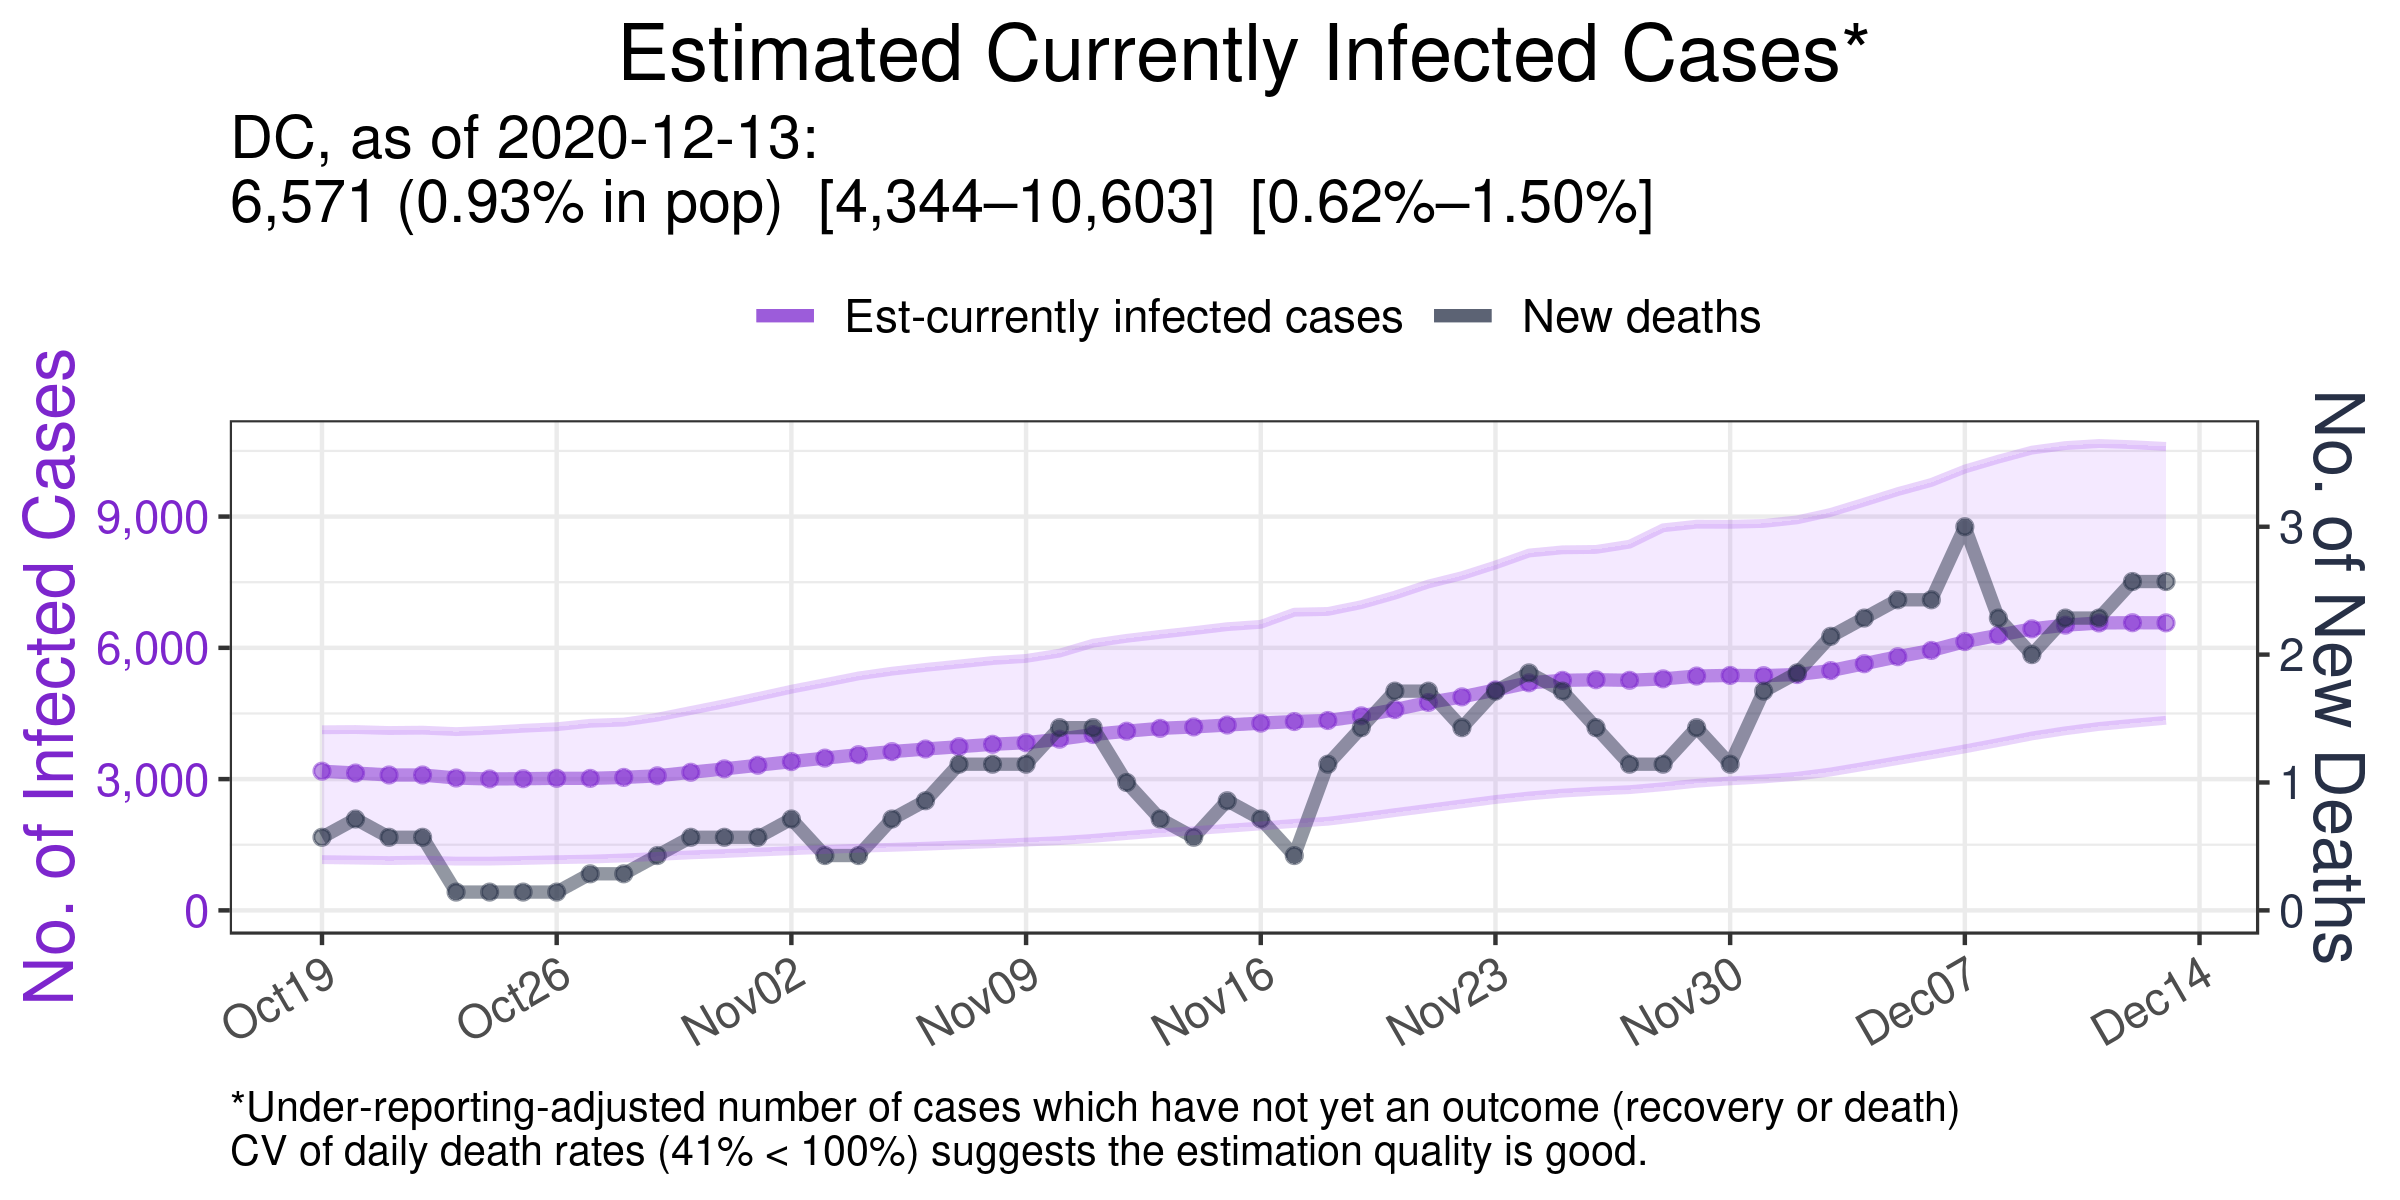 Estimated Currently Infected Cases*
DC, as of 2020-12-13:
6,571 (0.93% in pop)  [4,344–10,603]  [0.62%–1.50%]
Est-currently infected cases
New deaths
No. of Infected Cases
9,000
6,000
3,000
0
No. of New Deaths
3
2
1
0
Oct19
Oct26
Nov02
Nov09
Nov16
Nov23
Nov30
Dec07
Dec14
*Under-reporting-adjusted number of cases which have not yet an outcome (recovery or death)
CV of daily death rates (41% < 100%) suggests the estimation quality is good.